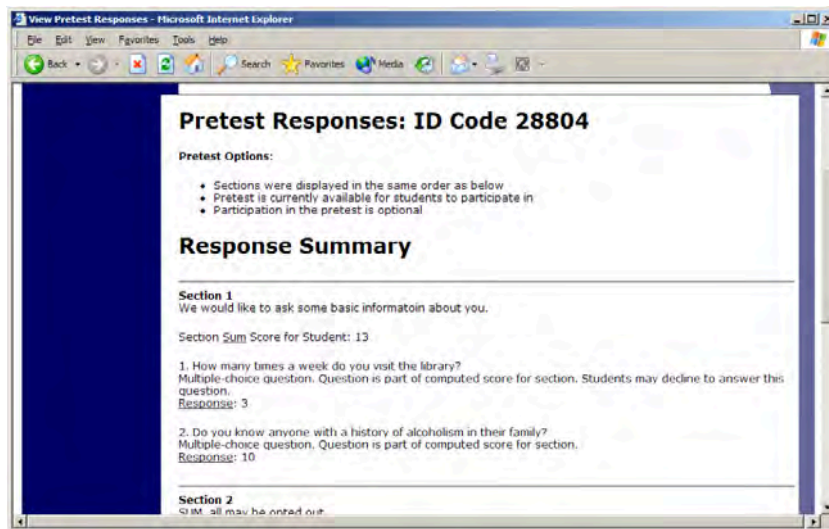 View Pretest Responses - Microsoft Internet Explorer
File Edit View Favorites Tools Help
Back Search Favorites Media
Pretest Responses: ID Code 28804
Pretest Options:
Sections were displayed in the same order as below
Pretest is currently available for students to participate in
Participation in the pretest is optional
Response Summary
Section 1
We would like to ask some basic informatoin about you.
Section Sum Score for Student: 13
1. How many times a week do you visit the library?
Multiple-choice question. Question is part of computed score for section. Students may decline to answer this
question.
Response: 3
2. Do you know anyone with a history of alcoholism in their family?
Multiple-choice question. Question is part of computed score for section.
Response: 10
Section 2
SUM, all may be opted out.